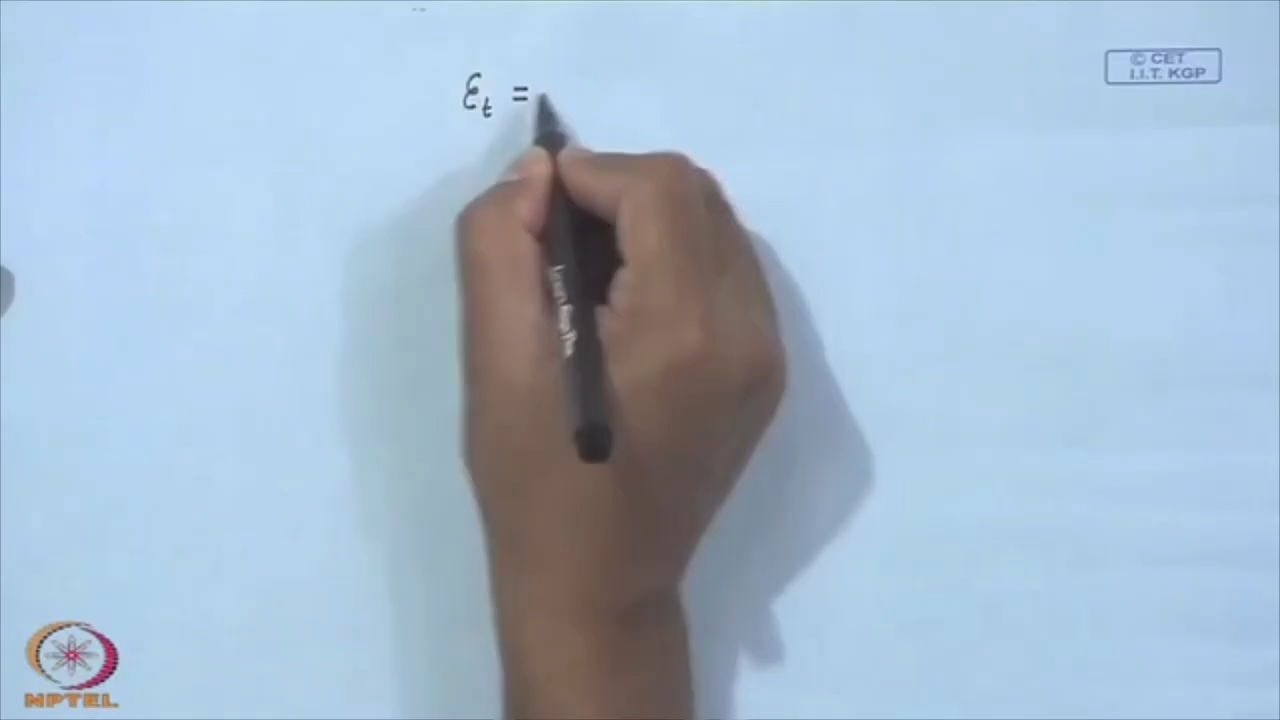 © CET
I.I.T. KGP
ε_t =
NPTEL